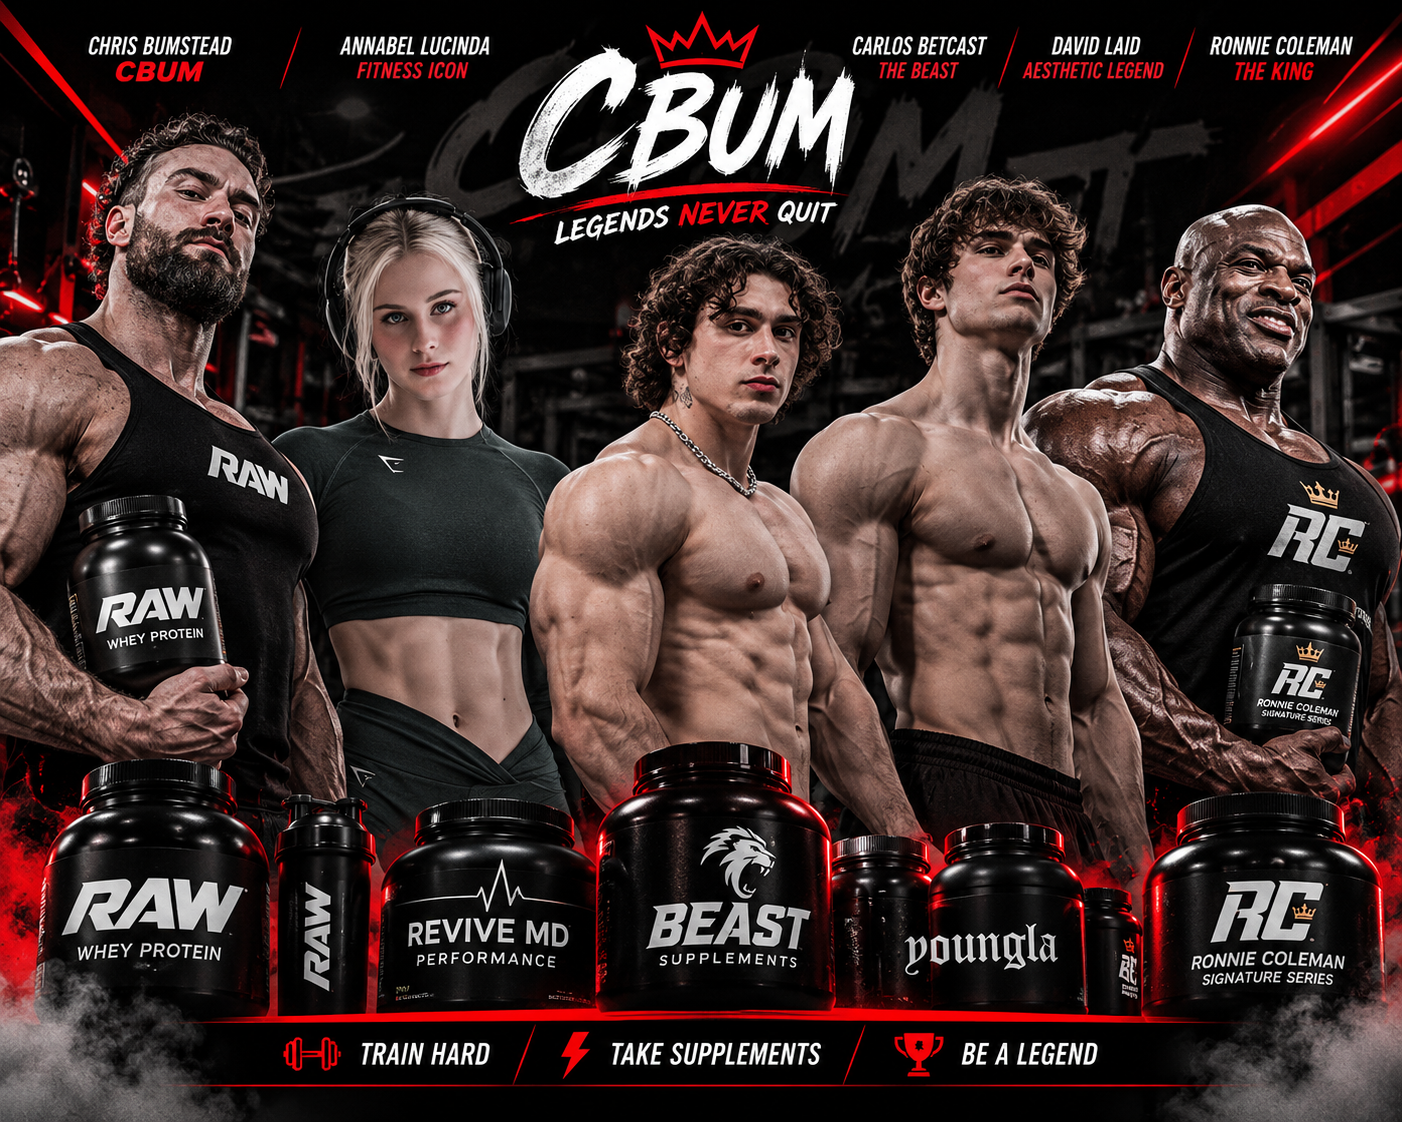 CHRIS BUMSTEAD
CBUM
ANNABEL LUCINDA
FITNESS ICON
CBUM
LEGENDS NEVER QUIT
CARLOS BETCAST
THE BEAST
DAVID LAID
AESTHETIC LEGEND
RONNIE COLEMAN
THE KING
RAW
RAW
WHEY PROTEIN
RC
RC
RONNIE COLEMAN
SIGNATURE SERIES
RAW
WHEY PROTEIN
RAW
REVIVE MD
PERFORMANCE
BEAST
SUPPLEMENTS
youngla
RC
RONNIE COLEMAN
SIGNATURE SERIES
TRAIN HARD
TAKE SUPPLEMENTS
BE A LEGEND